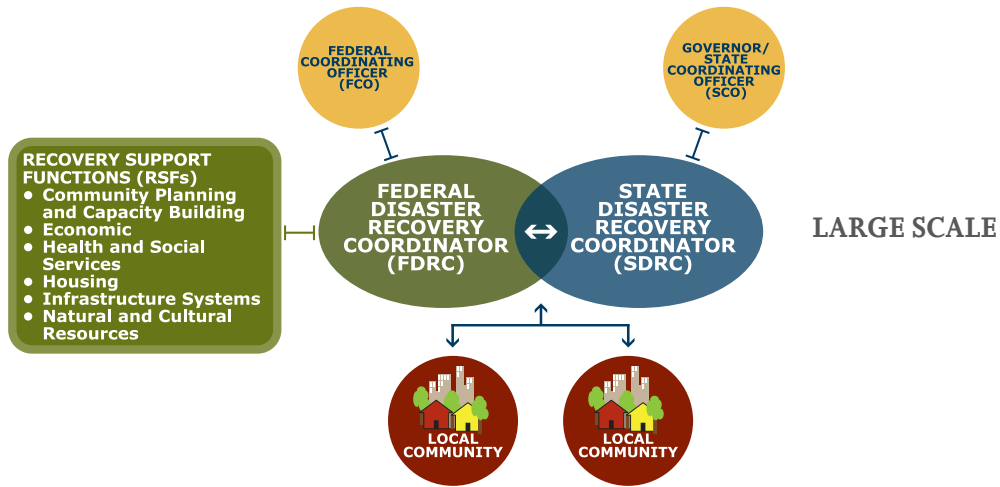 FEDERAL
COORDINATING
OFFICER
(FCO)
GOVERNOR/
STATE
COORDINATING
OFFICER
(SCO)
RECOVERY SUPPORT
FUNCTIONS (RSFs)
● Community Planning
and Capacity Building
● Economic
● Health and Social
Services
● Housing
● Infrastructure Systems
● Natural and Cultural
Resources
FEDERAL
DISASTER
RECOVERY
COORDINATOR
(FDRC)
STATE
DISASTER
RECOVERY
COORDINATOR
(SDRC)
LARGE SCALE
LOCAL
COMMUNITY
LOCAL
COMMUNITY